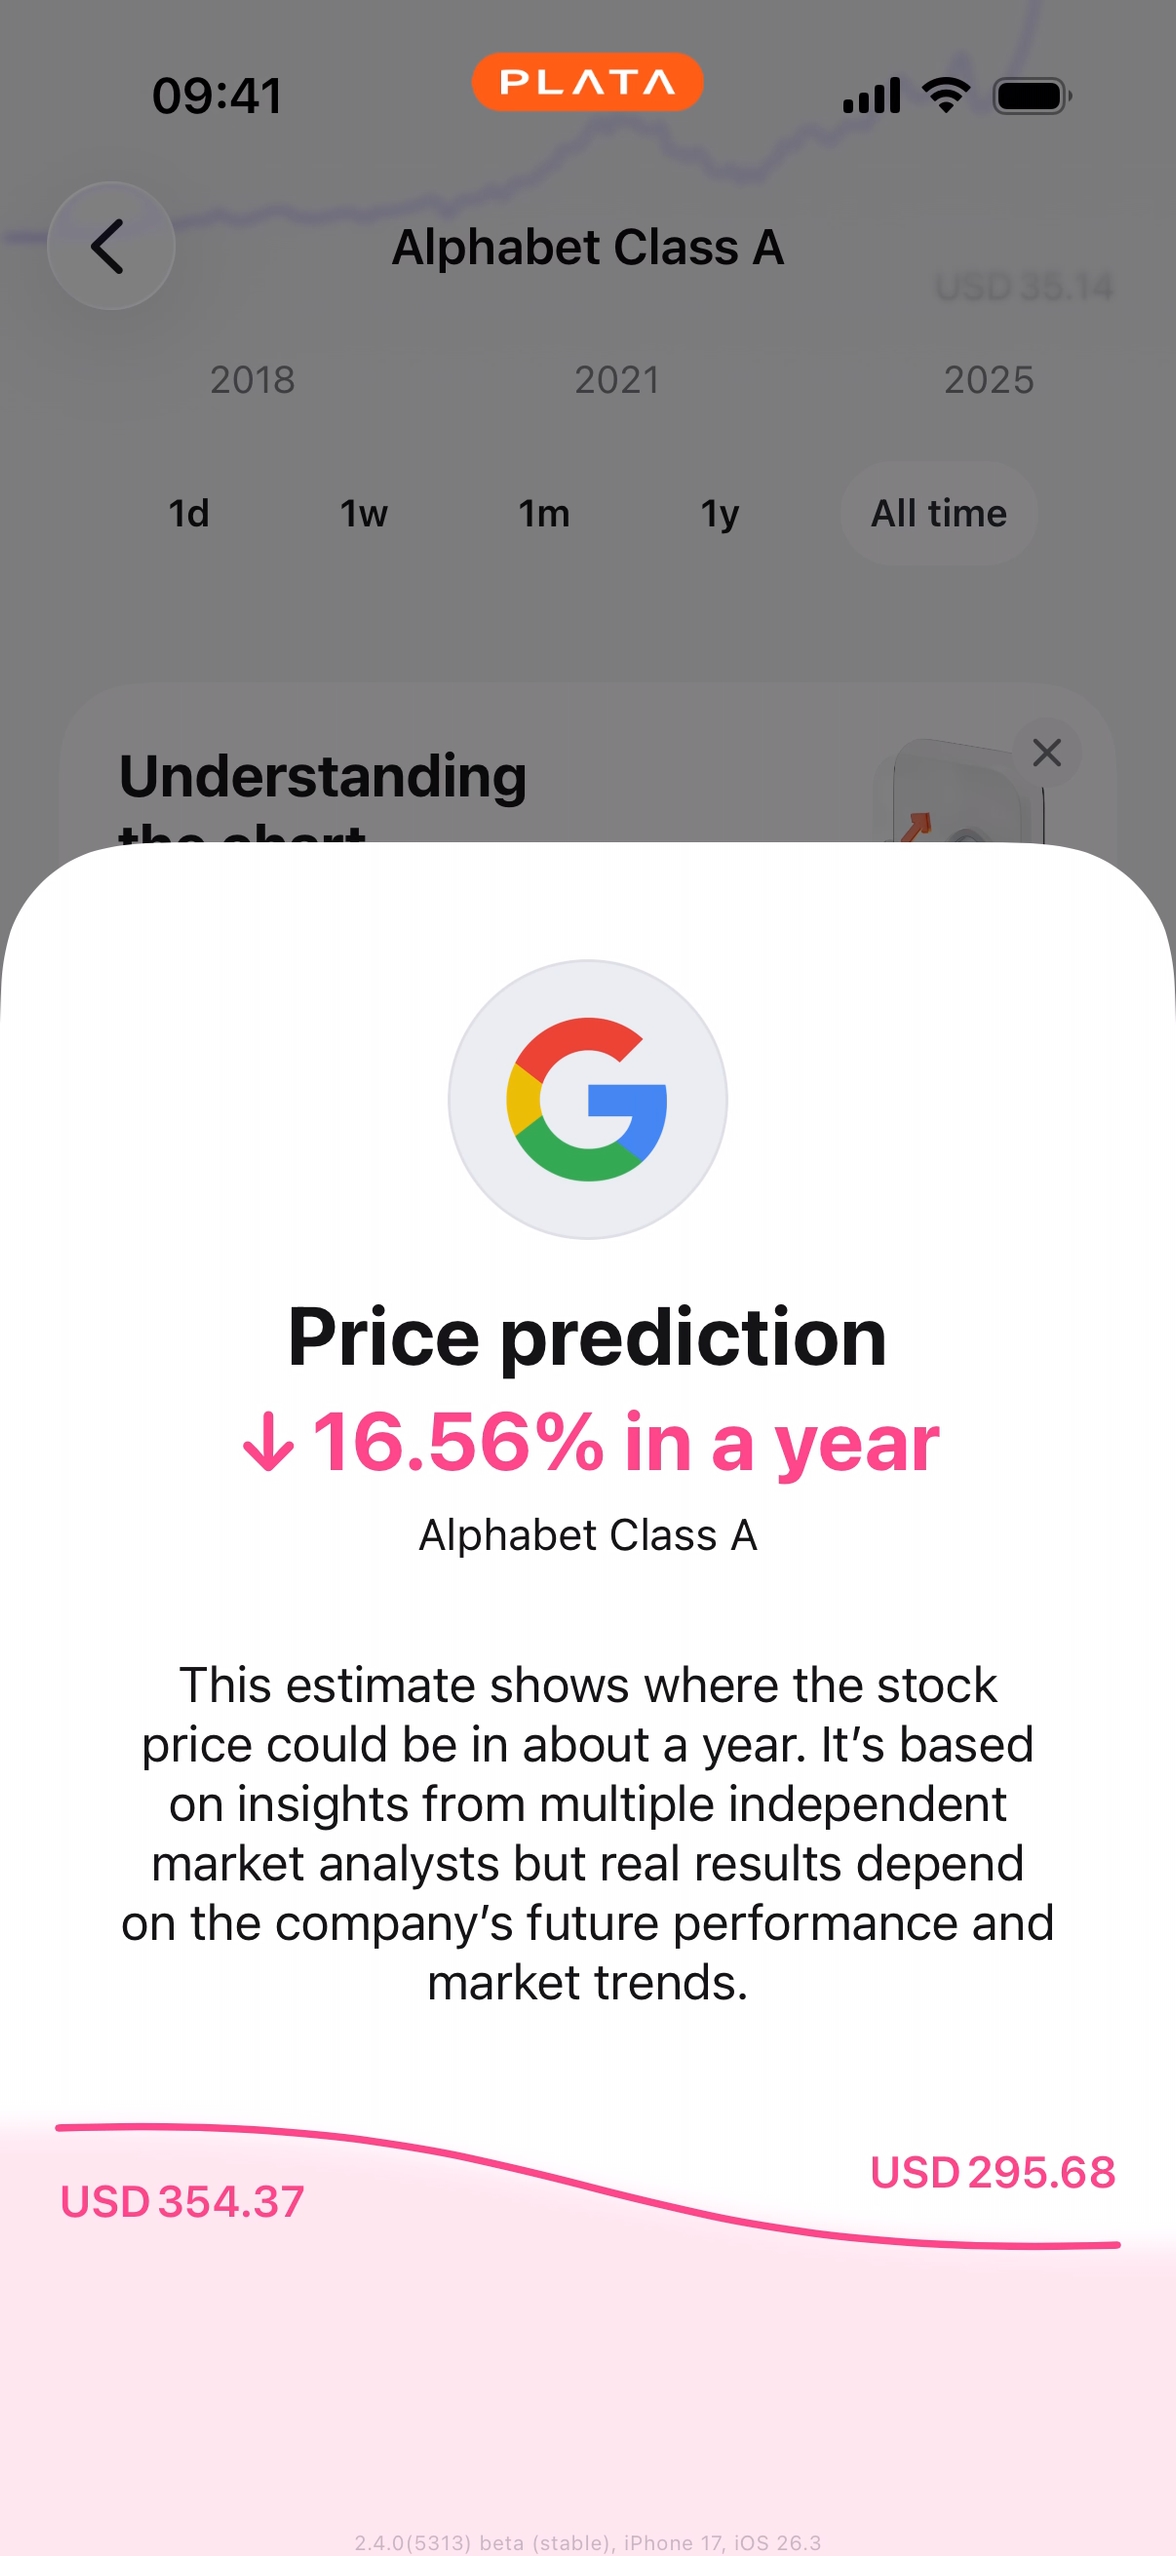 09:41
PLATA
Alphabet Class A
USD 35.14
2018 2021 2025
1d 1w 1m 1y All time
Understanding
the chart
Price prediction
↓ 16.56% in a year
Alphabet Class A
This estimate shows where the stock
price could be in about a year. It’s based
on insights from multiple independent
market analysts but real results depend
on the company’s future performance and
market trends.
USD 295.68
USD 354.37
2.4.0(5313) beta (stable), iPhone 17, iOS 26.3